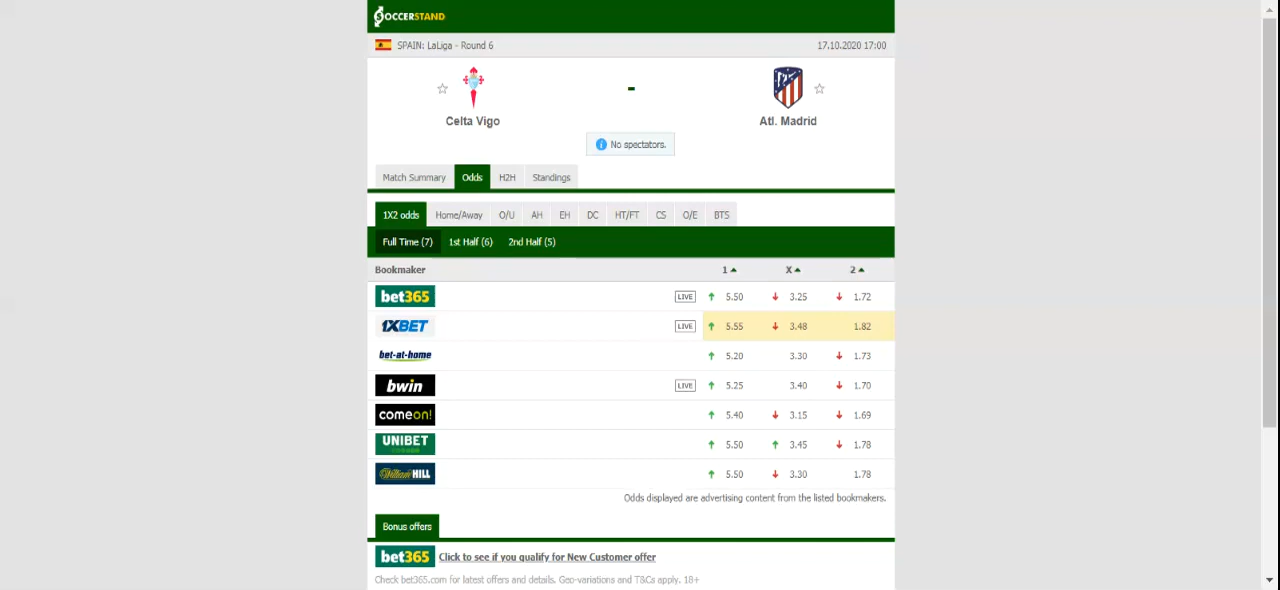 SOCCERSTAND
SPAIN: LaLiga - Round 6 17.10.2020 17:00
-
Celta Vigo Atl. Madrid
i No spectators.
Match Summary Odds H2H Standings
1X2 odds Home/Away O/U AH EH DC HT/FT CS O/E BTS
Full Time (7) 1st Half (6) 2nd Half (5)
Bookmaker 1 X 2
bet365 LIVE 5.50 3.25 1.72
1XBET LIVE 5.55 3.48 1.82
bet-at-home 5.20 3.30 1.73
bwin LIVE 5.25 3.40 1.70
comeon! 5.40 3.15 1.69
UNIBET 5.50 3.45 1.78
William HILL 5.50 3.30 1.78
Odds displayed are advertising content from the listed bookmakers.
Bonus offers
bet365 Click to see if you qualify for New Customer offer
Check bet365.com for latest offers and details. Geo-variations and T&Cs apply. 18+